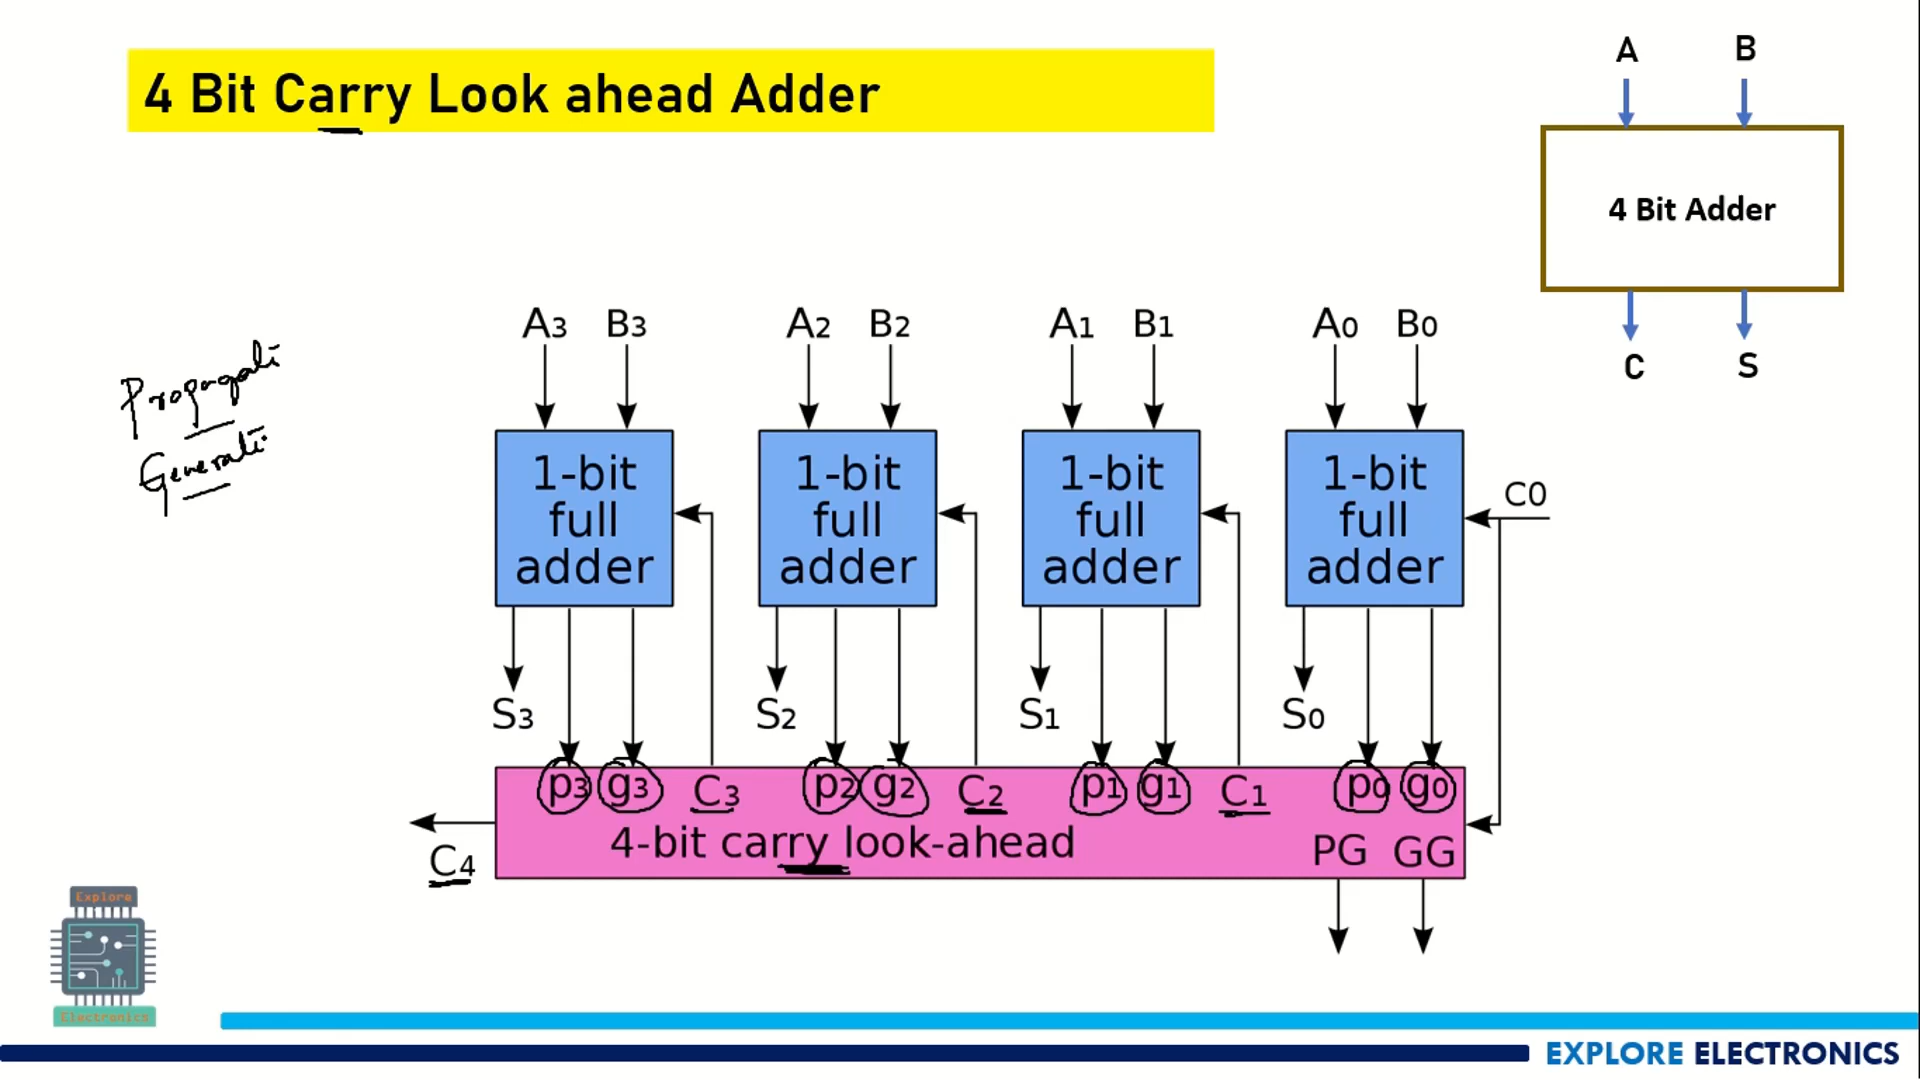 4 Bit Carry Look ahead Adder
A B
4 Bit Adder
C S
A3 B3 A2 B2 A1 B1 A0 B0
Propagati
Generati
1-bit full adder
1-bit full adder
1-bit full adder
1-bit full adder
C0
S3 S2 S1 S0
p3 g3 C3 p2 g2 C2 p1 g1 C1 p0 g0
4-bit carry look-ahead PG GG
C4
Explore
Electronics
EXPLORE ELECTRONICS